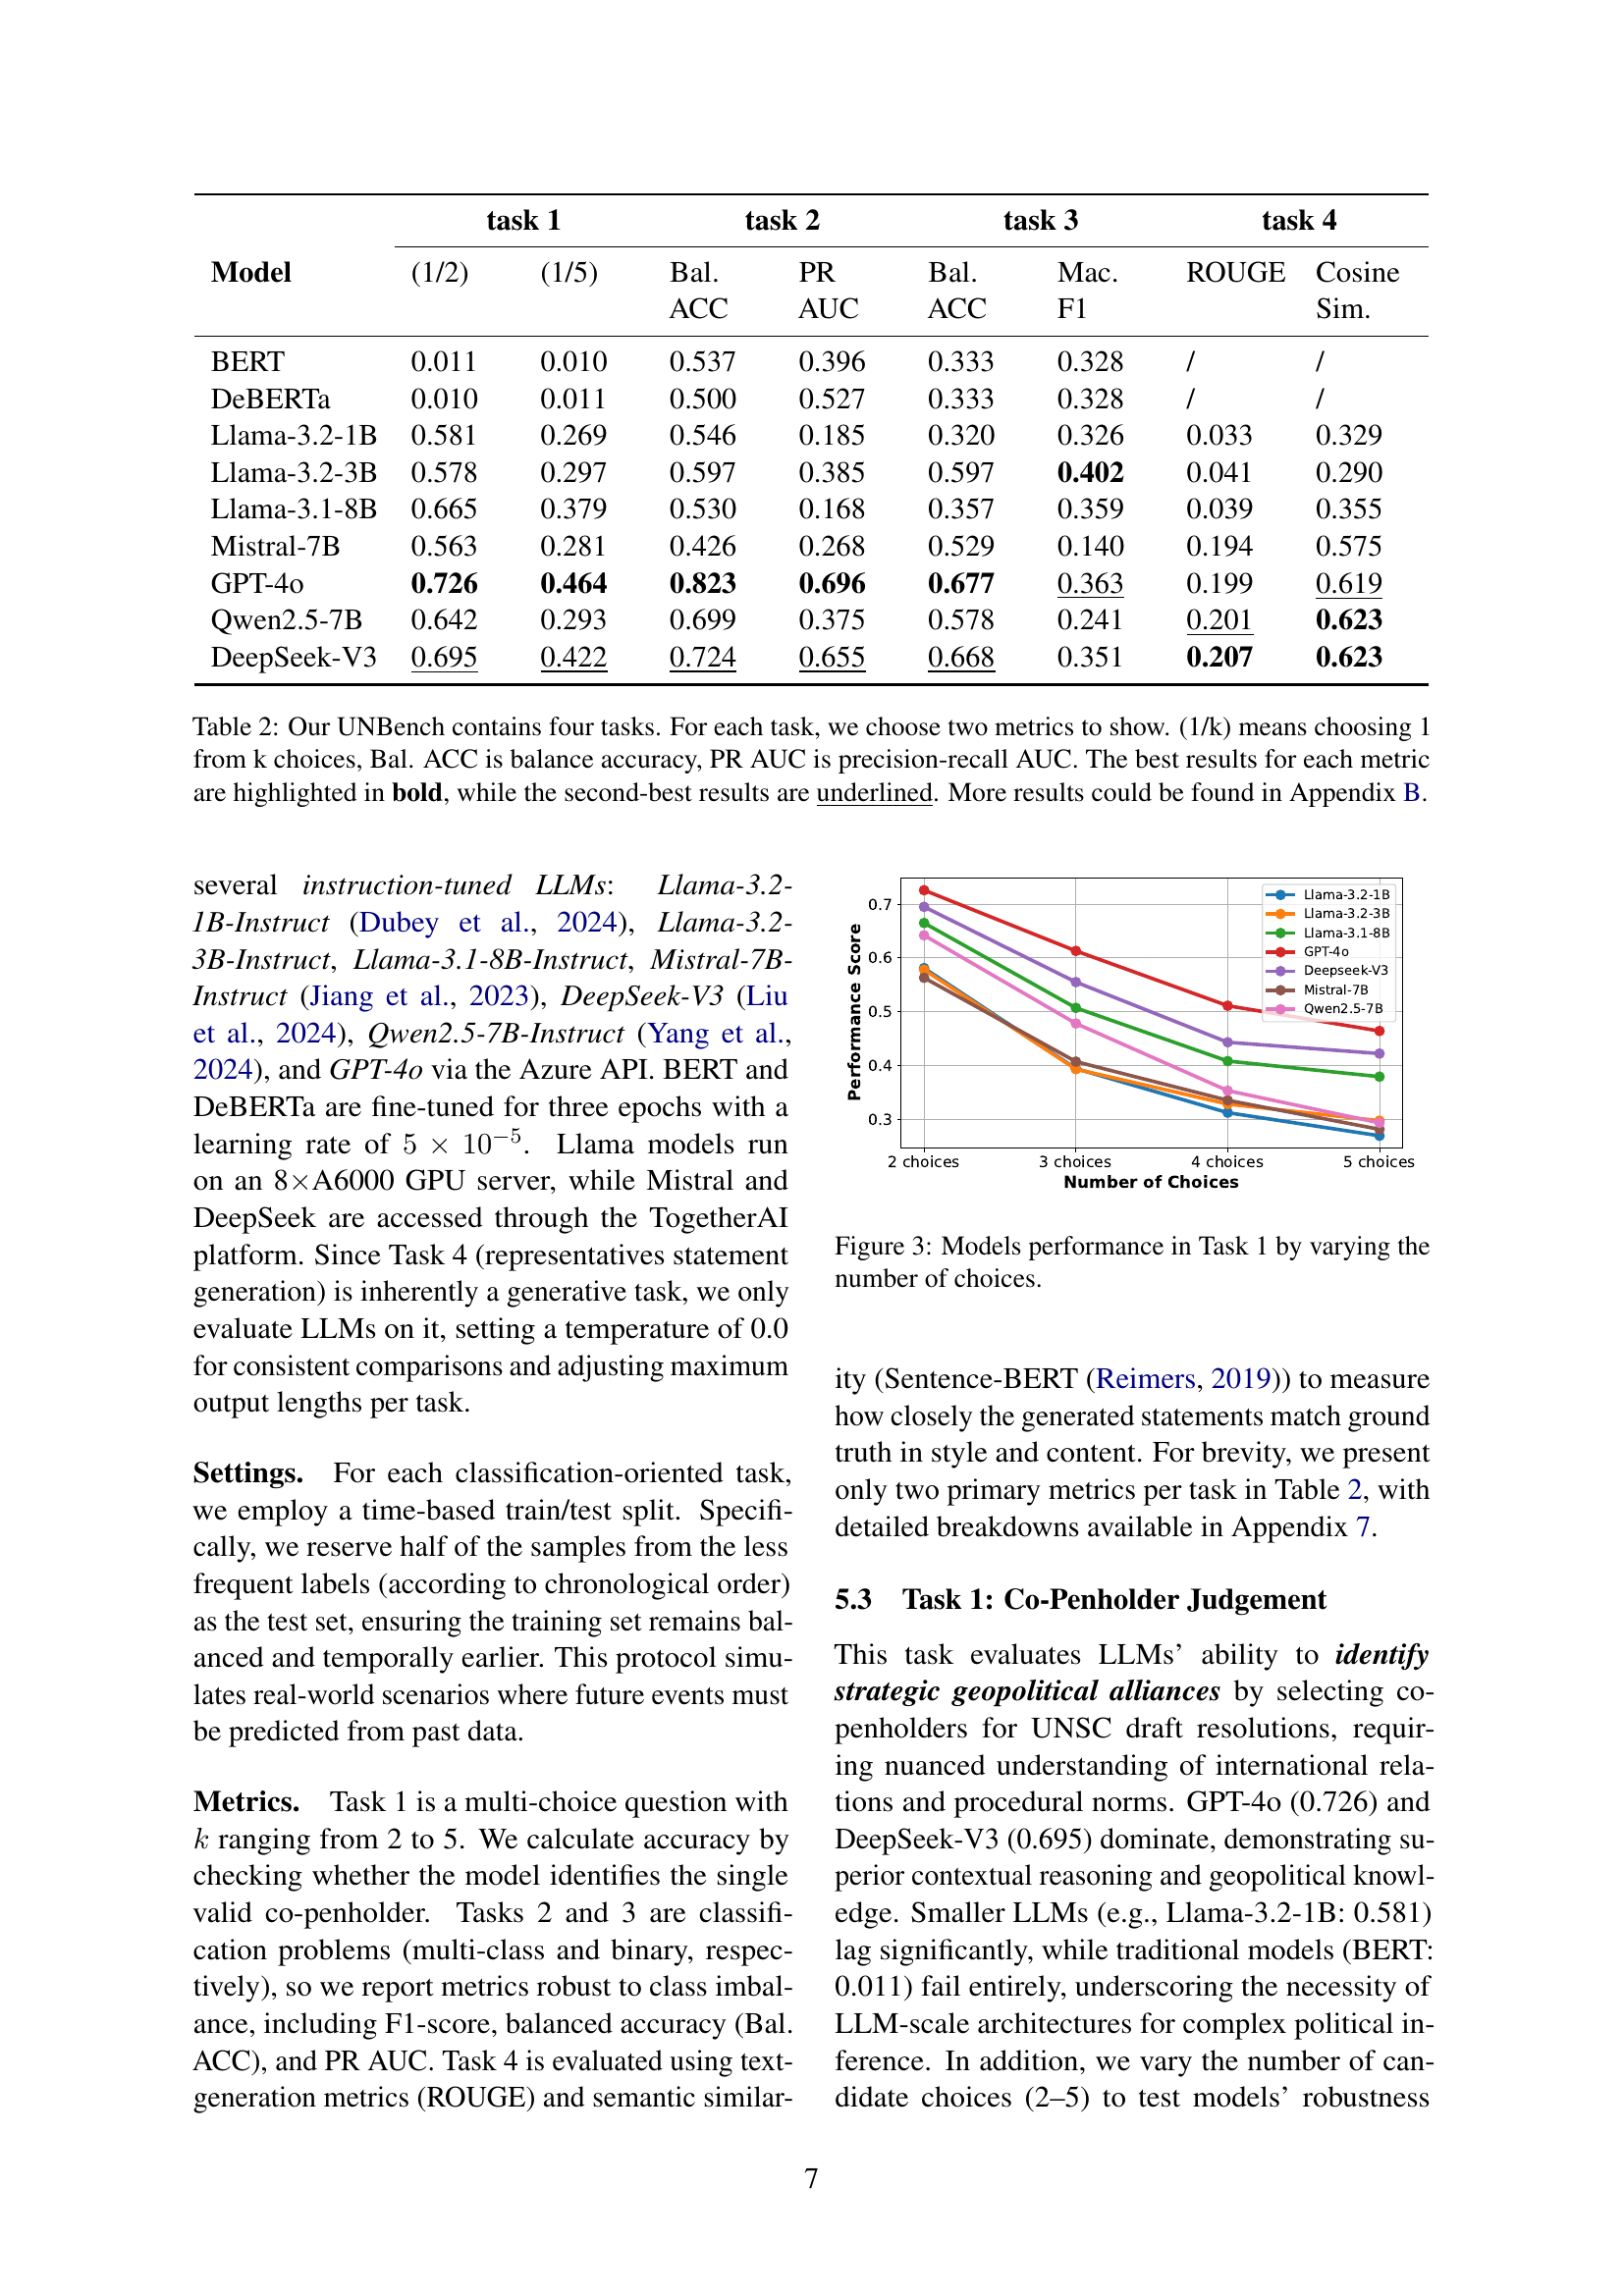 task 1 task 2 task 3 task 4
Model (1/2) (1/5) Bal. PR Bal. Mac. ROUGE Cosine
ACC AUC ACC F1 Sim.
BERT 0.011 0.010 0.537 0.396 0.333 0.328 / /
DeBERTa 0.010 0.011 0.500 0.527 0.333 0.328 / /
Llama-3.2-1B 0.581 0.269 0.546 0.185 0.320 0.326 0.033 0.329
Llama-3.2-3B 0.578 0.297 0.597 0.385 0.597 0.402 0.041 0.290
Llama-3.1-8B 0.665 0.379 0.530 0.168 0.357 0.359 0.039 0.355
Mistral-7B 0.563 0.281 0.426 0.268 0.529 0.140 0.194 0.575
GPT-4o 0.726 0.464 0.823 0.696 0.677 0.363 0.199 0.619
Qwen2.5-7B 0.642 0.293 0.699 0.375 0.578 0.241 0.201 0.623
DeepSeek-V3 0.695 0.422 0.724 0.655 0.668 0.351 0.207 0.623
Table 2: Our UNBench contains four tasks. For each task, we choose two metrics to show. (1/k) means choosing 1
from k choices, Bal. ACC is balance accuracy, PR AUC is precision-recall AUC. The best results for each metric
are highlighted in bold, while the second-best results are underlined. More results could be found in Appendix B.
several instruction-tuned LLMs: Llama-3.2-
1B-Instruct (Dubey et al., 2024), Llama-3.2-
3B-Instruct, Llama-3.1-8B-Instruct, Mistral-7B-
Instruct (Jiang et al., 2023), DeepSeek-V3 (Liu
et al., 2024), Qwen2.5-7B-Instruct (Yang et al.,
2024), and GPT-4o via the Azure API. BERT and
DeBERTa are fine-tuned for three epochs with a
learning rate of 5 × 10⁻⁵. Llama models run
on an 8×A6000 GPU server, while Mistral and
DeepSeek are accessed through the TogetherAI
platform. Since Task 4 (representatives statement
generation) is inherently a generative task, we only
evaluate LLMs on it, setting a temperature of 0.0
for consistent comparisons and adjusting maximum
output lengths per task.
Settings. For each classification-oriented task,
we employ a time-based train/test split. Specifi-
cally, we reserve half of the samples from the less
frequent labels (according to chronological order)
as the test set, ensuring the training set remains bal-
anced and temporally earlier. This protocol simu-
lates real-world scenarios where future events must
be predicted from past data.
Metrics. Task 1 is a multi-choice question with
k ranging from 2 to 5. We calculate accuracy by
checking whether the model identifies the single
valid co-penholder. Tasks 2 and 3 are classifi-
cation problems (multi-class and binary, respec-
tively), so we report metrics robust to class imbal-
ance, including F1-score, balanced accuracy (Bal.
ACC), and PR AUC. Task 4 is evaluated using text-
generation metrics (ROUGE) and semantic similar-
Performance Score
0.7
0.6
0.5
0.4
0.3
Llama-3.2-1B
Llama-3.2-3B
Llama-3.1-8B
GPT-4o
Deepseek-V3
Mistral-7B
Qwen2.5-7B
2 choices 3 choices 4 choices 5 choices
Number of Choices
Figure 3: Models performance in Task 1 by varying the
number of choices.
ity (Sentence-BERT (Reimers, 2019)) to measure
how closely the generated statements match ground
truth in style and content. For brevity, we present
only two primary metrics per task in Table 2, with
detailed breakdowns available in Appendix 7.
5.3 Task 1: Co-Penholder Judgement
This task evaluates LLMs' ability to identify
strategic geopolitical alliances by selecting co-
penholders for UNSC draft resolutions, requir-
ing nuanced understanding of international rela-
tions and procedural norms. GPT-4o (0.726) and
DeepSeek-V3 (0.695) dominate, demonstrating su-
perior contextual reasoning and geopolitical knowl-
edge. Smaller LLMs (e.g., Llama-3.2-1B: 0.581)
lag significantly, while traditional models (BERT:
0.011) fail entirely, underscoring the necessity of
LLM-scale architectures for complex political in-
ference. In addition, we vary the number of can-
didate choices (2–5) to test models' robustness
7